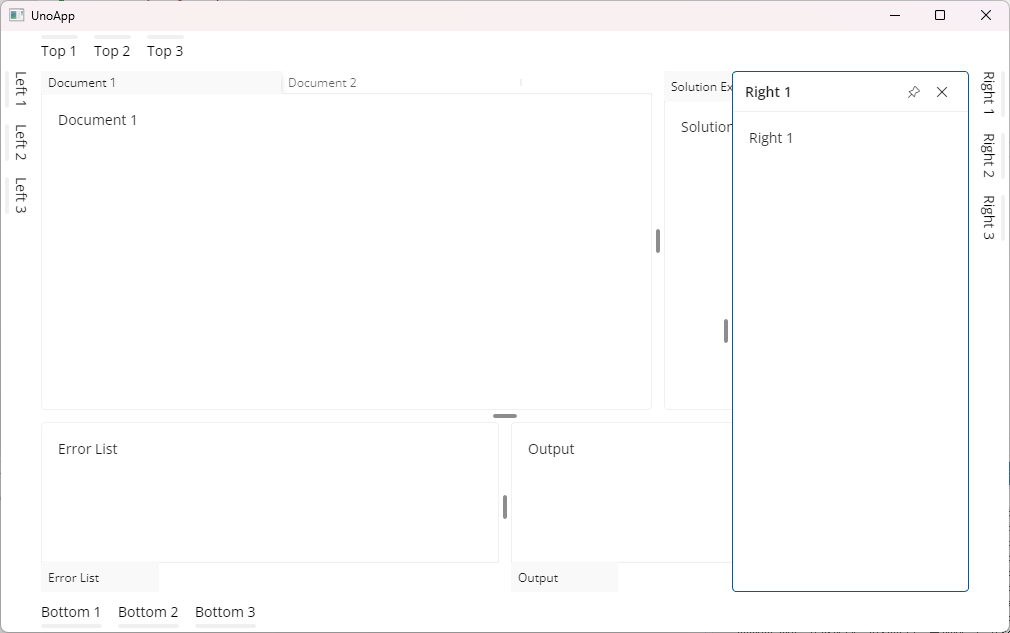 UnoApp
Top 1 Top 2 Top 3
Left 1
Left 2
Left 3
Document 1 Document 2
Document 1
Solution Ex
Solution
Right 1
Right 1
Right 1
Right 2
Right 3
Error List
Output
Error List
Output
Bottom 1 Bottom 2 Bottom 3